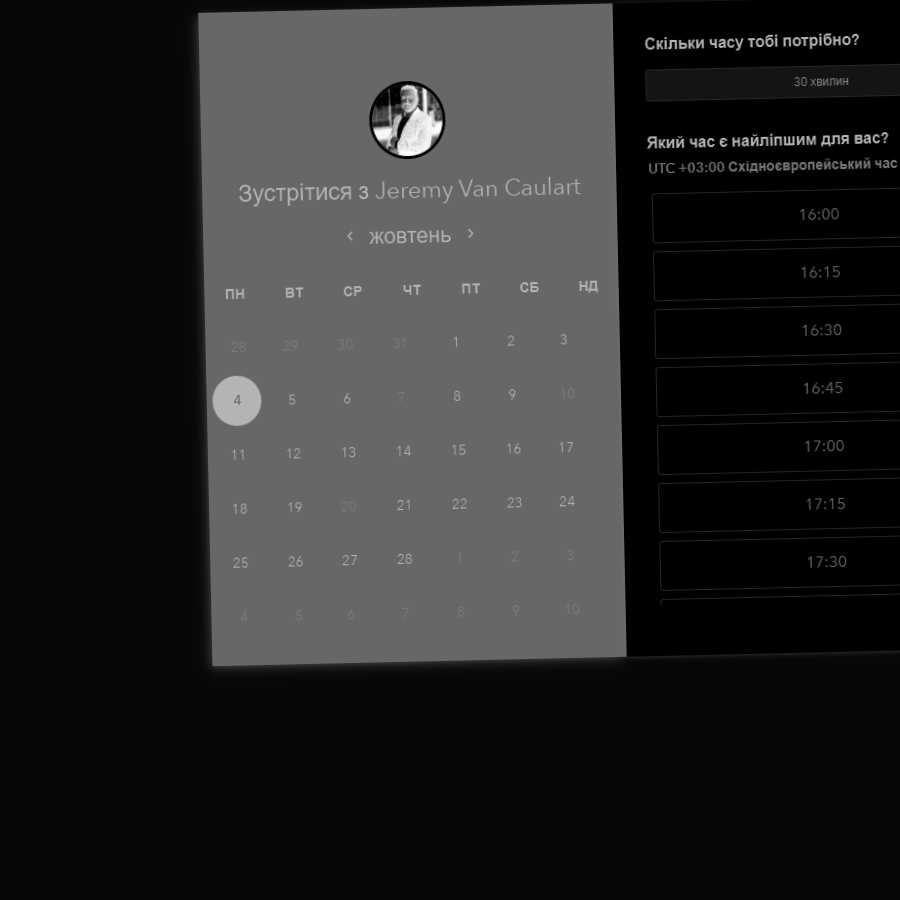 Зустрітися з Jeremy Van Caulart
‹ жовтень ›
ПН ВТ СР ЧТ ПТ СБ НД
28 29 30 31 1 2 3
4 5 6 7 8 9 10
11 12 13 14 15 16 17
18 19 20 21 22 23 24
25 26 27 28 1 2 3
4 5 6 7 8 9 10
Скільки часу тобі потрібно?
30 хвилин
Який час є найліпшим для вас?
UTC +03:00 Східноєвропейський час
16:00
16:15
16:30
16:45
17:00
17:15
17:30